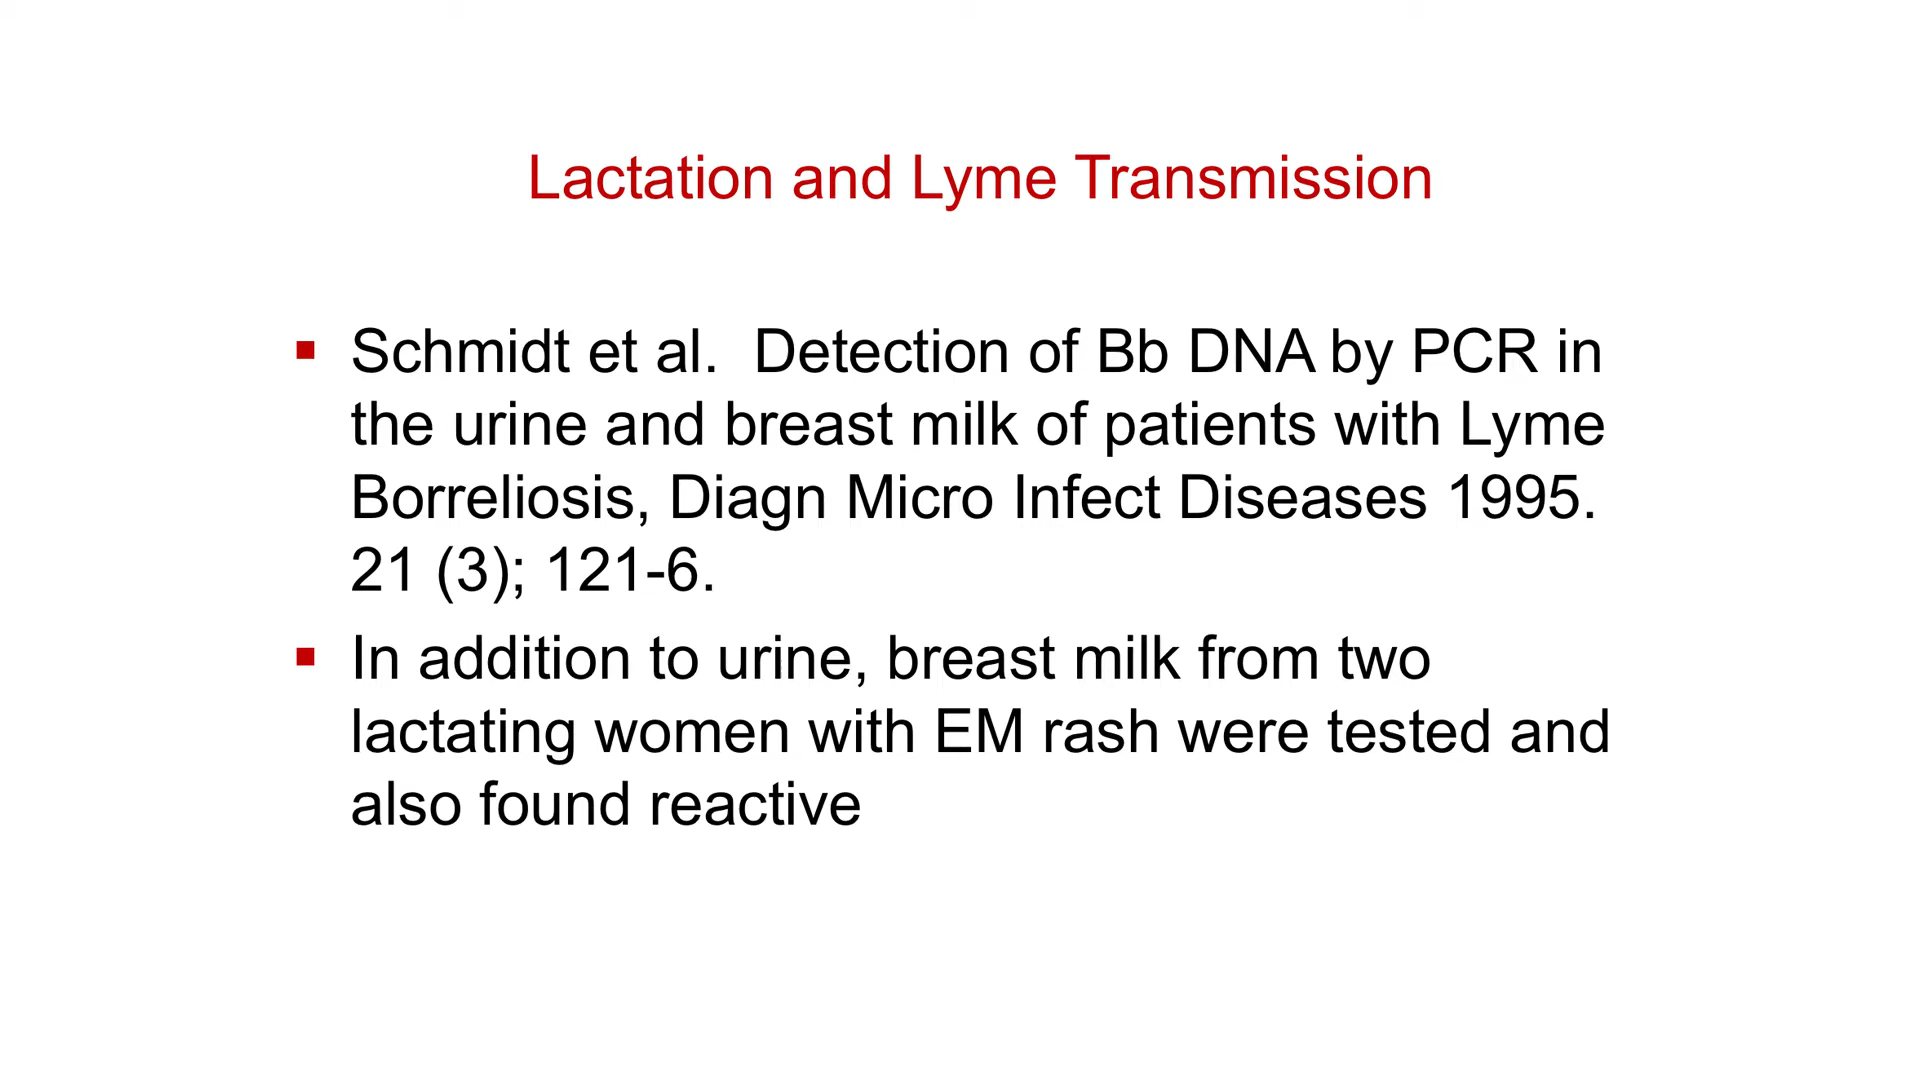 Lactation and Lyme Transmission
▪ Schmidt et al.  Detection of Bb DNA by PCR in
the urine and breast milk of patients with Lyme
Borreliosis, Diagn Micro Infect Diseases 1995.
21 (3); 121-6.
▪ In addition to urine, breast milk from two
lactating women with EM rash were tested and
also found reactive